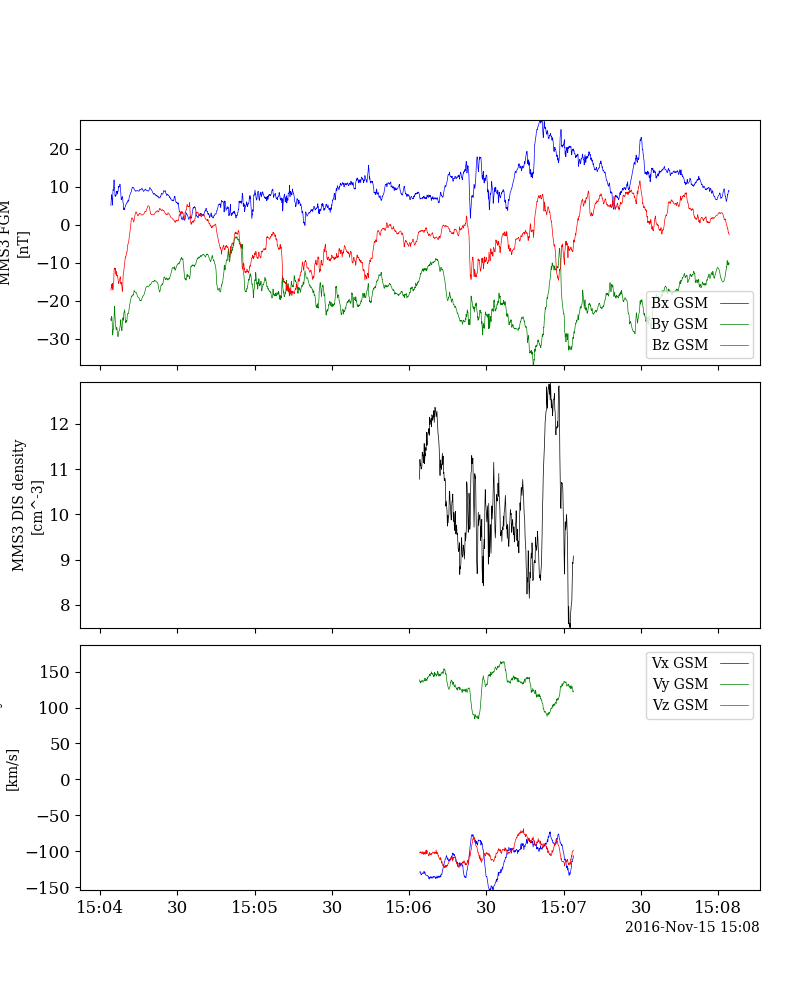 MMS3 FGM
[nT]
20
10
0
−10
−20
−30
Bx GSM
By GSM
Bz GSM
MMS3 DIS density
[cm^-3]
12
11
10
9
8
[km/s]
150
100
50
0
−50
−100
−150
Vx GSM
Vy GSM
Vz GSM
15:04
30
15:05
30
15:06
30
15:07
30
15:08
2016-Nov-15 15:08